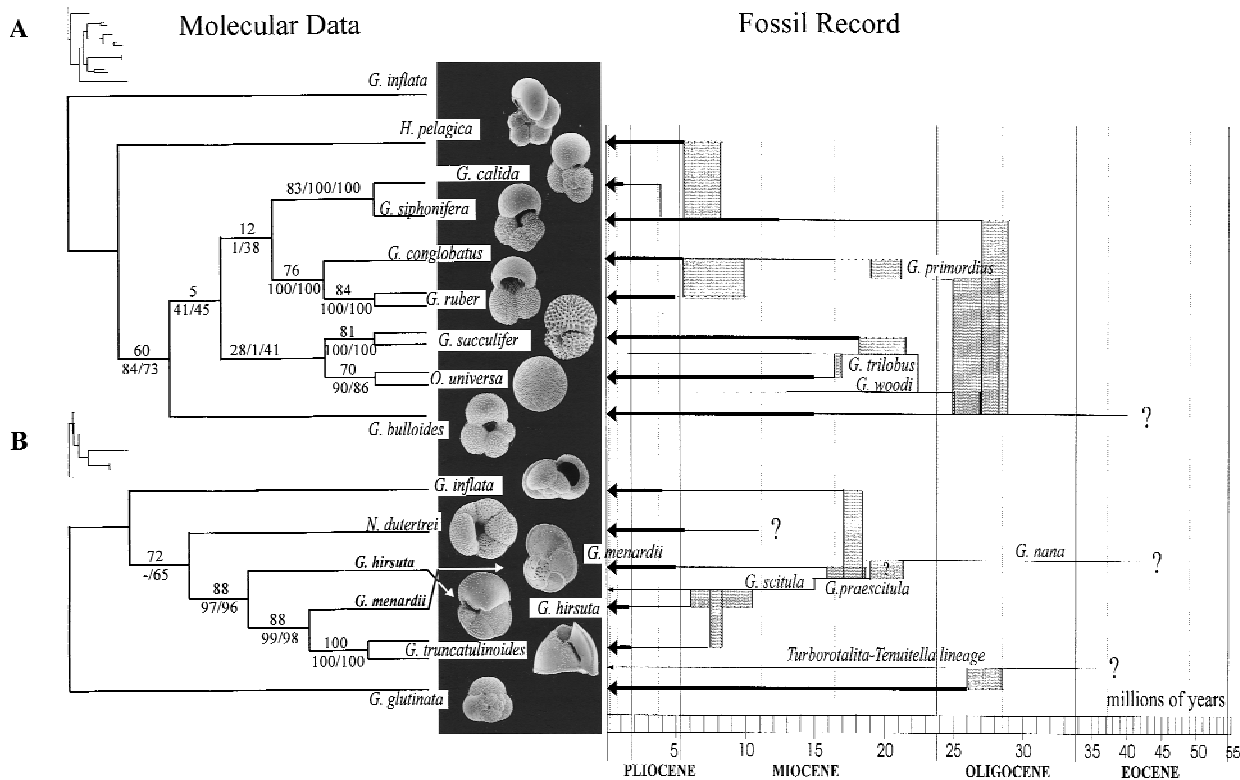 A
Molecular Data
Fossil Record
G. inflata
H. pelagica
G. calida
83/100/100
G. siphonifera
12
1/38
G. conglobatus
76
100/100
84
100/100
G. ruber
G. primordius
5
41/45
81
100/100
G. sacculifer
60
84/73
28/1/41
70
90/86
O. universa
G. trilobus
G. woodi
G. bulloides
?
B
G. inflata
N. dutertrei
?
72
-/65
G. hirsuta
G. menardii
G. nana
?
?
88
97/96
G. menardii
G. scitula
G.praescitula
G. hirsuta
88
99/98
100
100/100
G. truncatulinoides
Turborotalita-Tenuitella lineage
?
G. glutinata
millions of years
5 10 15 20 25 30 35 40 45 50 55
PLIOCENE MIOCENE OLIGOCENE EOCENE